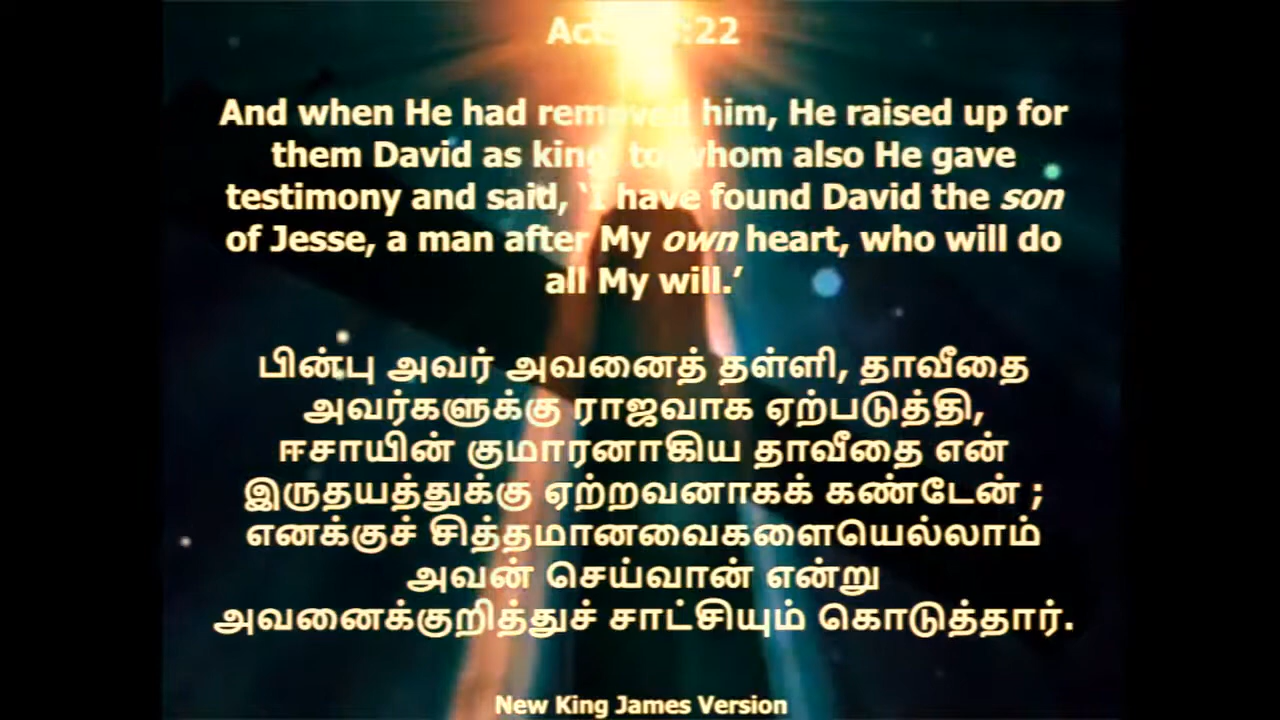 :22
And when He had removed him, He raised up for
them David as king, to whom also He gave
testimony and said, ‘I have found David the son
of Jesse, a man after My own heart, who will do
all My will.’
பின்பு அவர் அவனைத் தள்ளி, தாவீதை
அவர்களுக்கு ராஜவாக ஏற்படுத்தி,
ஈசாயின் குமாரனாகிய தாவீதை என்
இருதயத்துக்கு ஏற்றவனாகக் கண்டேன் ;
எனக்குச் சித்தமானவைகளையெல்லாம்
அவன் செய்வான் என்று
அவனைக்குறித்துச் சாட்சியும் கொடுத்தார்.
New King James Version